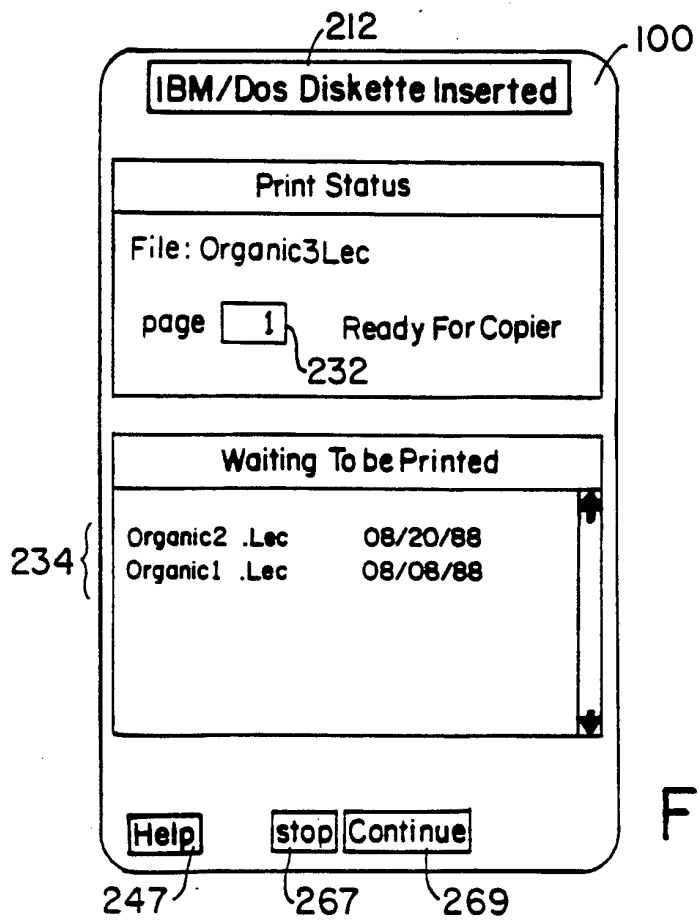 212
100
IBM/Dos Diskette Inserted
Print Status
File: Organic3Lec
page 1 Ready For Copier
232
Waiting To be Printed
234
Organic2 .Lec 08/20/88
Organic1 .Lec 08/08/88
F
Help stop Continue
247 267 269